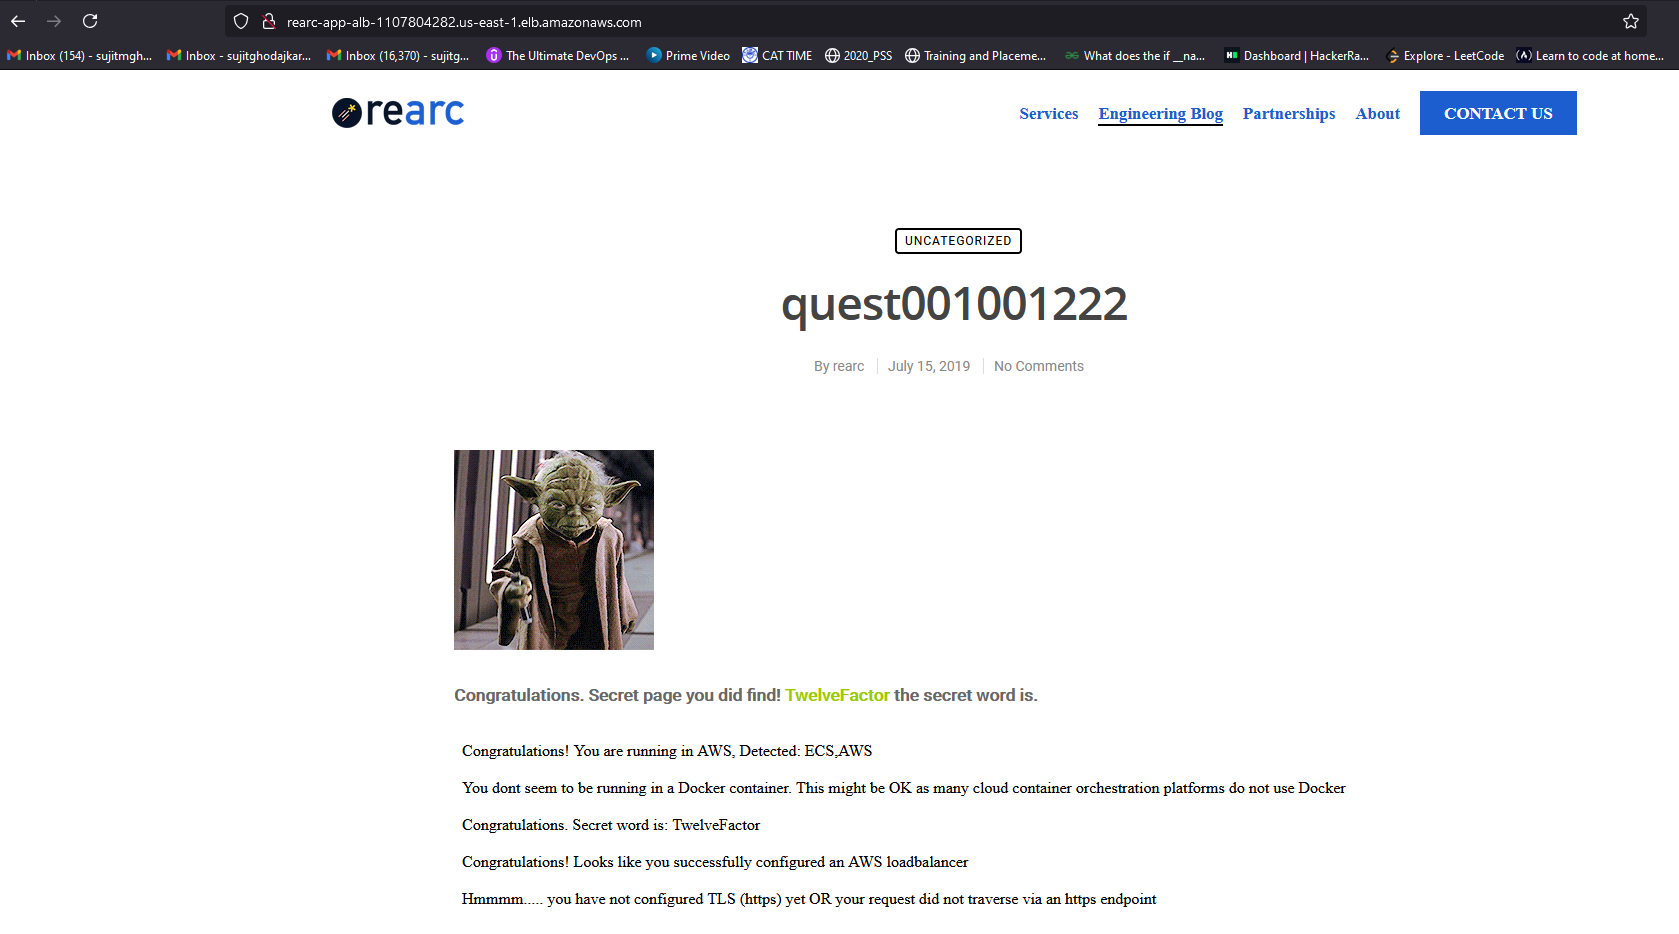 rearc-app-alb-1107804282.us-east-1.elb.amazonaws.com
Inbox (154) - sujitmgh... Inbox - sujitghodajkar... Inbox (16,370) - sujitg... The Ultimate DevOps ... Prime Video CAT TIME 2020_PSS Training and Placeme... What does the if __na... Dashboard | HackerRa... Explore - LeetCode Learn to code at home...
rearc Services Engineering Blog Partnerships About CONTACT US
UNCATEGORIZED
quest001001222
By rearc July 15, 2019 No Comments
Congratulations. Secret page you did find! TwelveFactor the secret word is.
Congratulations! You are running in AWS, Detected: ECS,AWS
You dont seem to be running in a Docker container. This might be OK as many cloud container orchestration platforms do not use Docker
Congratulations. Secret word is: TwelveFactor
Congratulations! Looks like you successfully configured an AWS loadbalancer
Hmmmm..... you have not configured TLS (https) yet OR your request did not traverse via an https endpoint